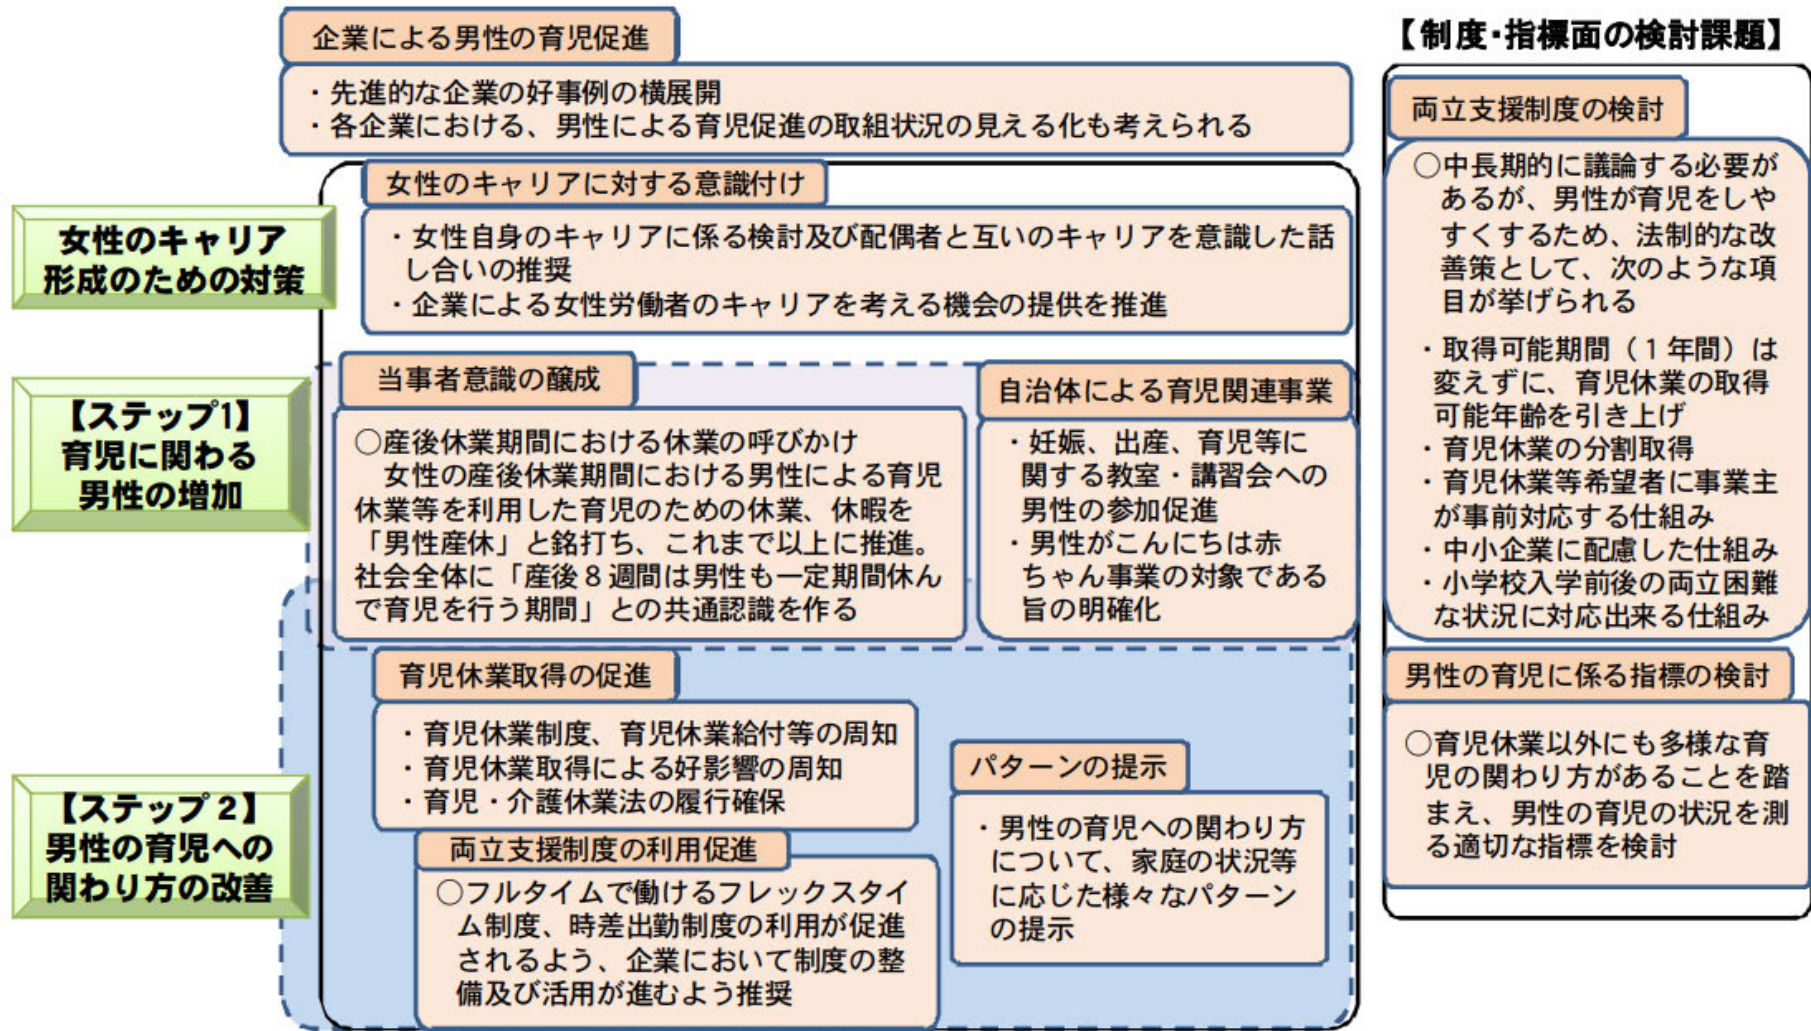 企業による男性の育児促進
・先進的な企業の好事例の横展開
・各企業における、男性による育児促進の取組状況の見える化も考えられる
女性のキャリア
形成のための対策
女性のキャリアに対する意識付け
・女性自身のキャリアに係る検討及び配偶者と互いのキャリアを意識した話
し合いの推奨
・企業による女性労働者のキャリアを考える機会の提供を推進
【ステップ1】
育児に関わる
男性の増加
当事者意識の醸成
○産後休業期間における休業の呼びかけ
女性の産後休業期間における男性による育児
休業等を利用した育児のための休業、休暇を
「男性産休」と銘打ち、これまで以上に推進。
社会全体に「産後８週間は男性も一定期間休ん
で育児を行う期間」との共通認識を作る
自治体による育児関連事業
・妊娠、出産、育児等に
関する教室・講習会への
男性の参加促進
・男性がこんにちは赤
ちゃん事業の対象である
旨の明確化
【ステップ２】
男性の育児への
関わり方の改善
育児休業取得の促進
・育児休業制度、育児休業給付等の周知
・育児休業取得による好影響の周知
・育児・介護休業法の履行確保
両立支援制度の利用促進
○フルタイムで働けるフレックスタイ
ム制度、時差出勤制度の利用が促進
されるよう、企業において制度の整
備及び活用が進むよう推奨
パターンの提示
・男性の育児への関わり方
について、家庭の状況等
に応じた様々なパターン
の提示
【制度・指標面の検討課題】
両立支援制度の検討
○中長期的に議論する必要が
あるが、男性が育児をしや
すくするため、法制的な改
善策として、次のような項
目が挙げられる
・取得可能期間（１年間）は
変えずに、育児休業の取得
可能年齢を引き上げ
・育児休業の分割取得
・育児休業等希望者に事業主
が事前対応する仕組み
・中小企業に配慮した仕組み
・小学校入学前後の両立困難
な状況に対応出来る仕組み
男性の育児に係る指標の検討
○育児休業以外にも多様な育
児の関わり方があることを踏
まえ、男性の育児の状況を測
る適切な指標を検討